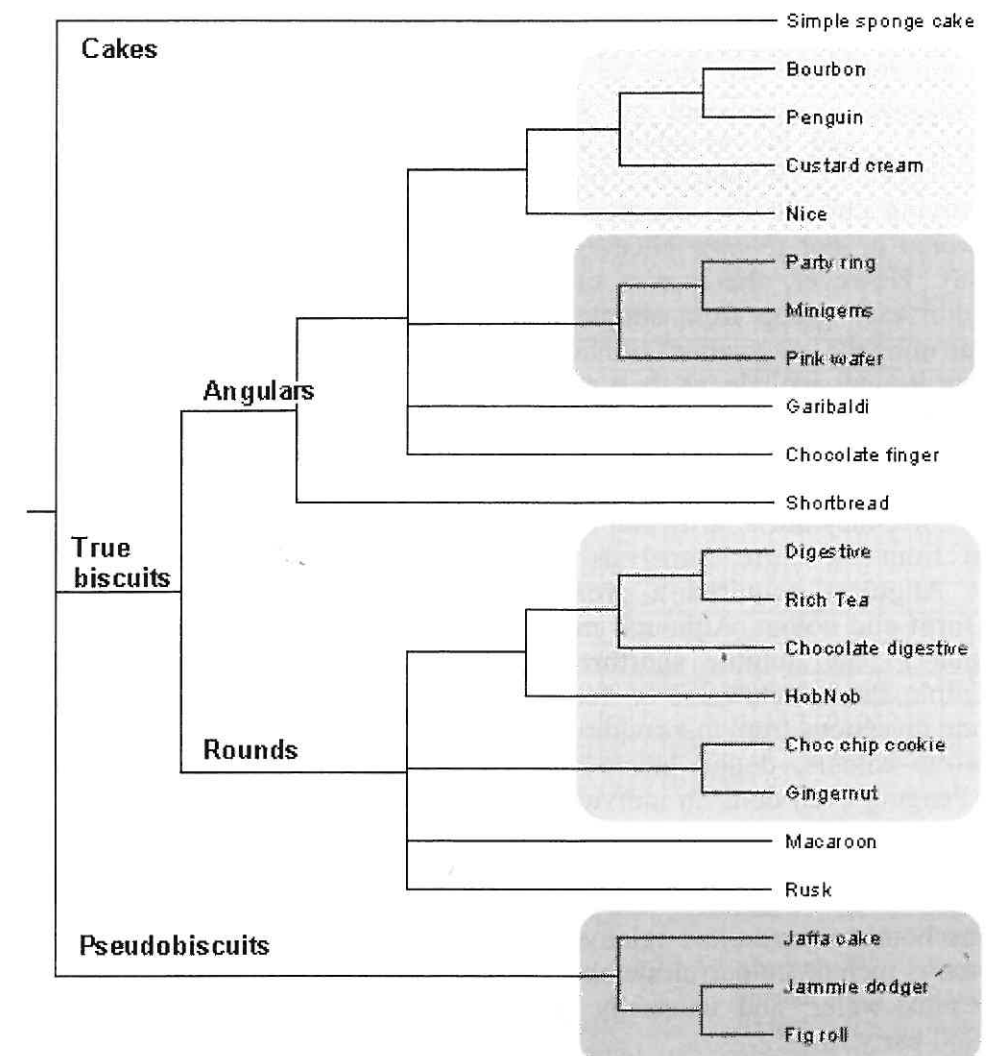 Simple sponge cake
Cakes
Bourbon
Penguin
Custard cream
Nice
Party ring
Minigems
Pink wafer
Angulars
Garibaldi
Chocolate finger
Shortbread
True
biscuits
Digestive
Rich Tea
Chocolate digestive
HobNob
Rounds
Choc chip cookie
Gingernut
Macaroon
Rusk
Pseudobiscuits
Jaffa cake
Jammie dodger
Fig roll